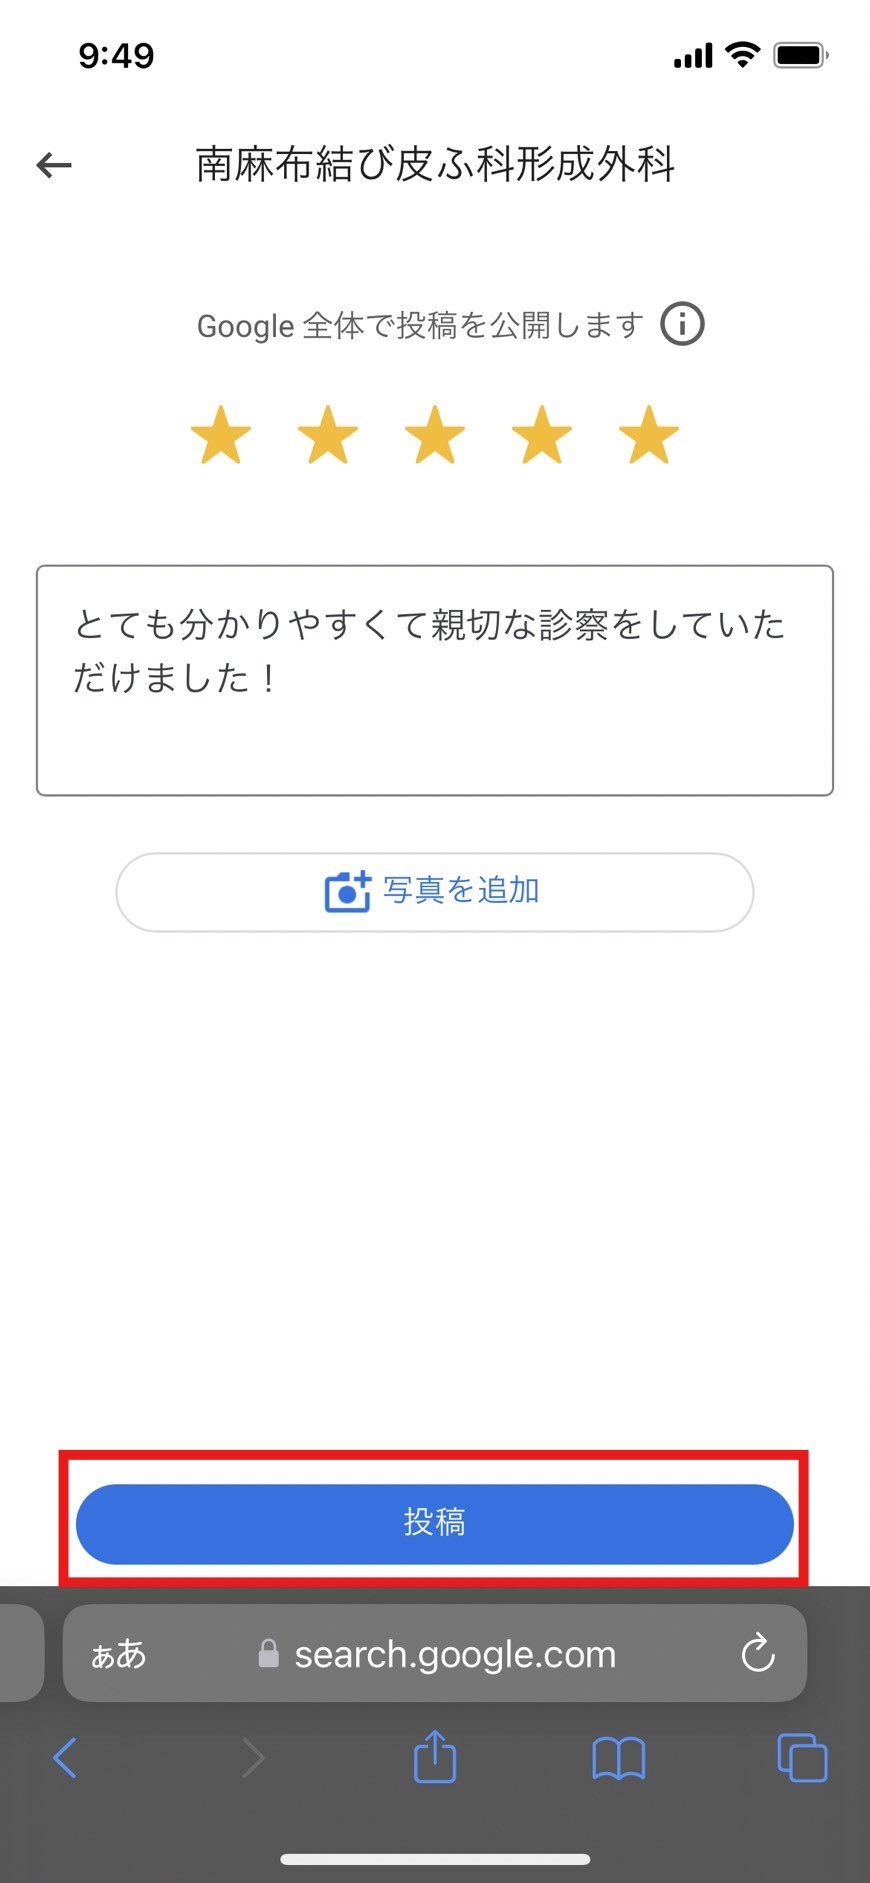 9:49
南麻布結び皮ふ科形成外科
Google 全体で投稿を公開します
とても分かりやすくて親切な診察をしていた
だけました！
写真を追加
投稿
ぁあ search.google.com